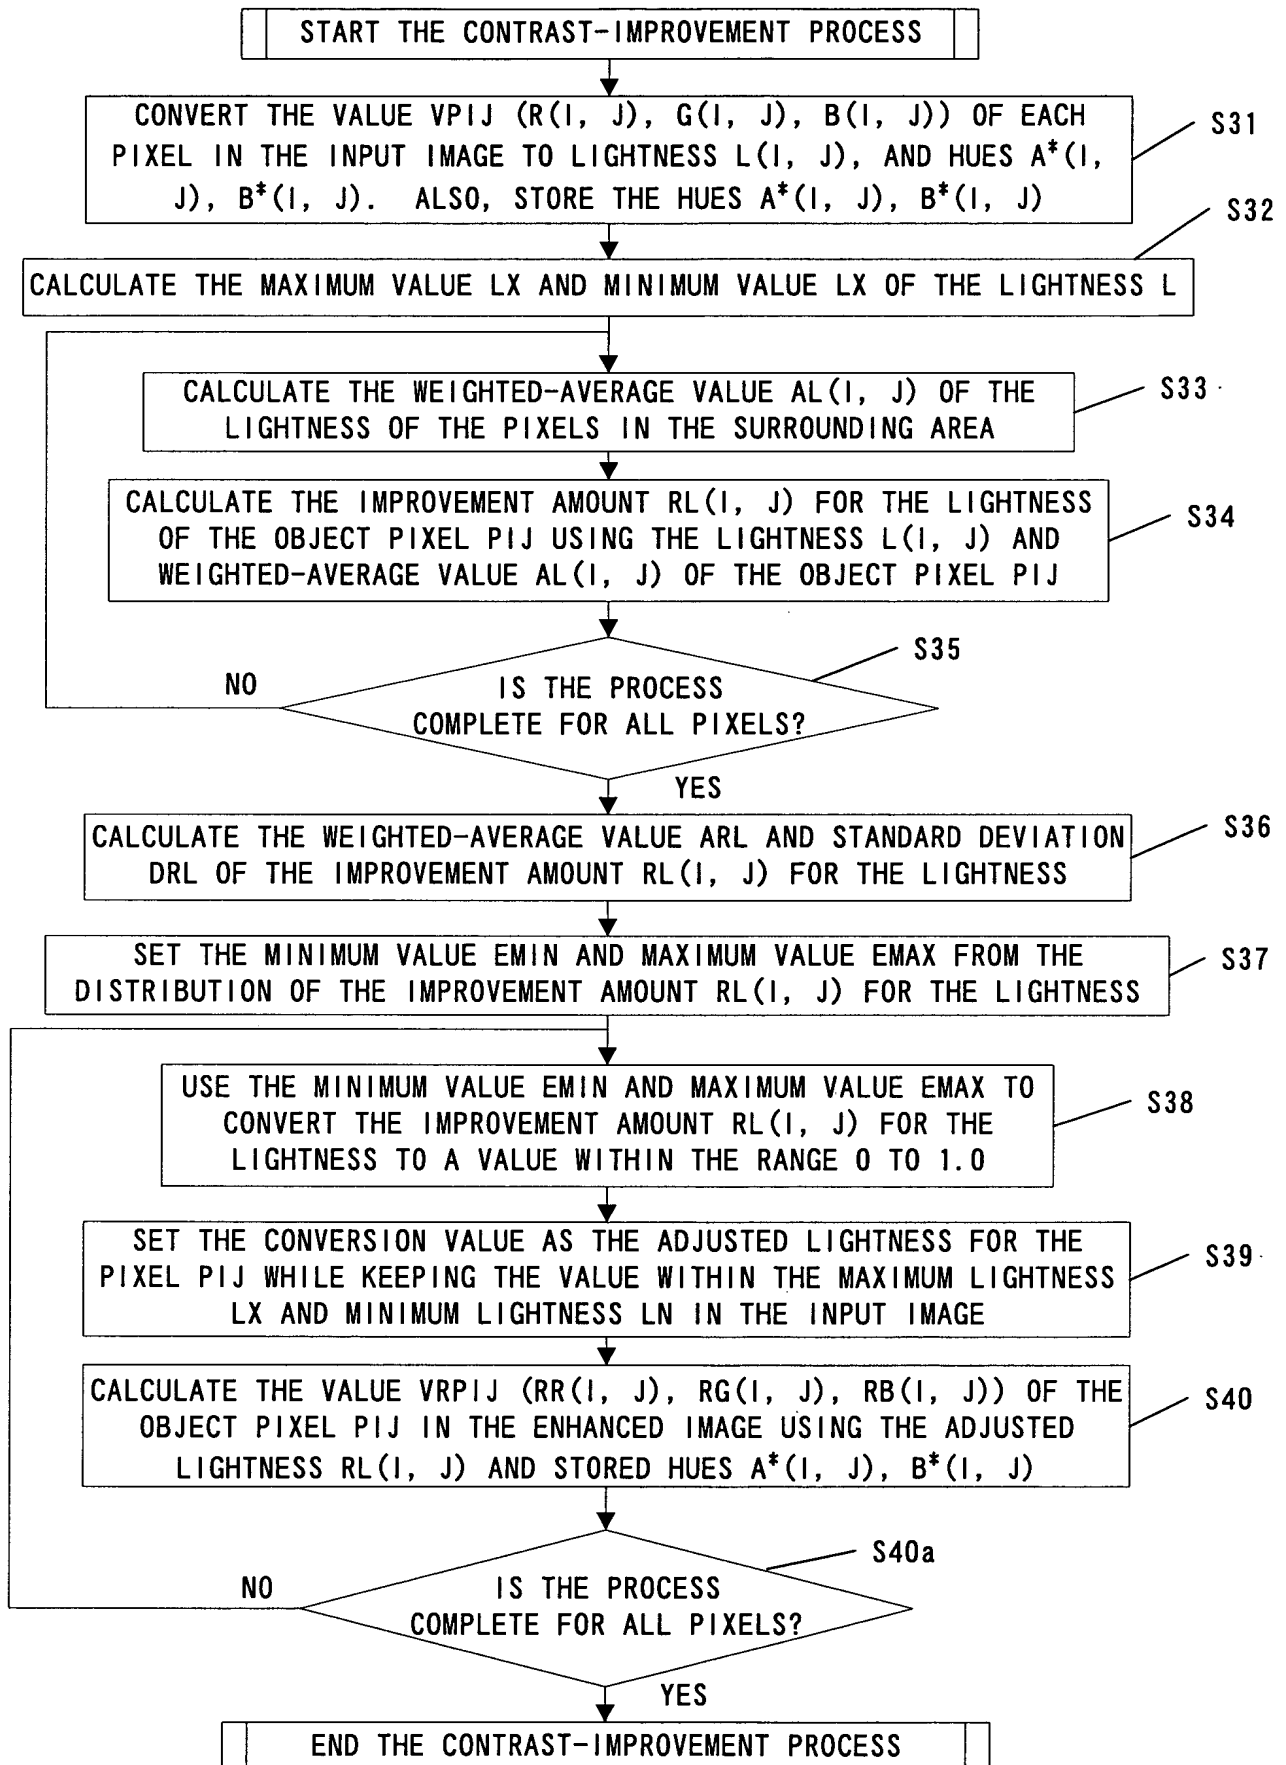 START THE CONTRAST-IMPROVEMENT PROCESS
CONVERT THE VALUE VPIJ (R(I, J), G(I, J), B(I, J)) OF EACH
PIXEL IN THE INPUT IMAGE TO LIGHTNESS L(I, J), AND HUES A*(I,
J), B*(I, J). ALSO, STORE THE HUES A*(I, J), B*(I, J)
S31
S32
CALCULATE THE MAXIMUM VALUE LX AND MINIMUM VALUE LX OF THE LIGHTNESS L
CALCULATE THE WEIGHTED-AVERAGE VALUE AL(I, J) OF THE
LIGHTNESS OF THE PIXELS IN THE SURROUNDING AREA
S33
CALCULATE THE IMPROVEMENT AMOUNT RL(I, J) FOR THE LIGHTNESS
OF THE OBJECT PIXEL PIJ USING THE LIGHTNESS L(I, J) AND
WEIGHTED-AVERAGE VALUE AL(I, J) OF THE OBJECT PIXEL PIJ
S34
S35
NO
IS THE PROCESS
COMPLETE FOR ALL PIXELS?
YES
CALCULATE THE WEIGHTED-AVERAGE VALUE ARL AND STANDARD DEVIATION
DRL OF THE IMPROVEMENT AMOUNT RL(I, J) FOR THE LIGHTNESS
S36
SET THE MINIMUM VALUE EMIN AND MAXIMUM VALUE EMAX FROM THE
DISTRIBUTION OF THE IMPROVEMENT AMOUNT RL(I, J) FOR THE LIGHTNESS
S37
USE THE MINIMUM VALUE EMIN AND MAXIMUM VALUE EMAX TO
CONVERT THE IMPROVEMENT AMOUNT RL(I, J) FOR THE
LIGHTNESS TO A VALUE WITHIN THE RANGE 0 TO 1.0
S38
SET THE CONVERSION VALUE AS THE ADJUSTED LIGHTNESS FOR THE
PIXEL PIJ WHILE KEEPING THE VALUE WITHIN THE MAXIMUM LIGHTNESS
LX AND MINIMUM LIGHTNESS LN IN THE INPUT IMAGE
S39
CALCULATE THE VALUE VRPIJ (RR(I, J), RG(I, J), RB(I, J)) OF THE
OBJECT PIXEL PIJ IN THE ENHANCED IMAGE USING THE ADJUSTED
LIGHTNESS RL(I, J) AND STORED HUES A*(I, J), B*(I, J)
S40
S40a
NO
IS THE PROCESS
COMPLETE FOR ALL PIXELS?
YES
END THE CONTRAST-IMPROVEMENT PROCESS